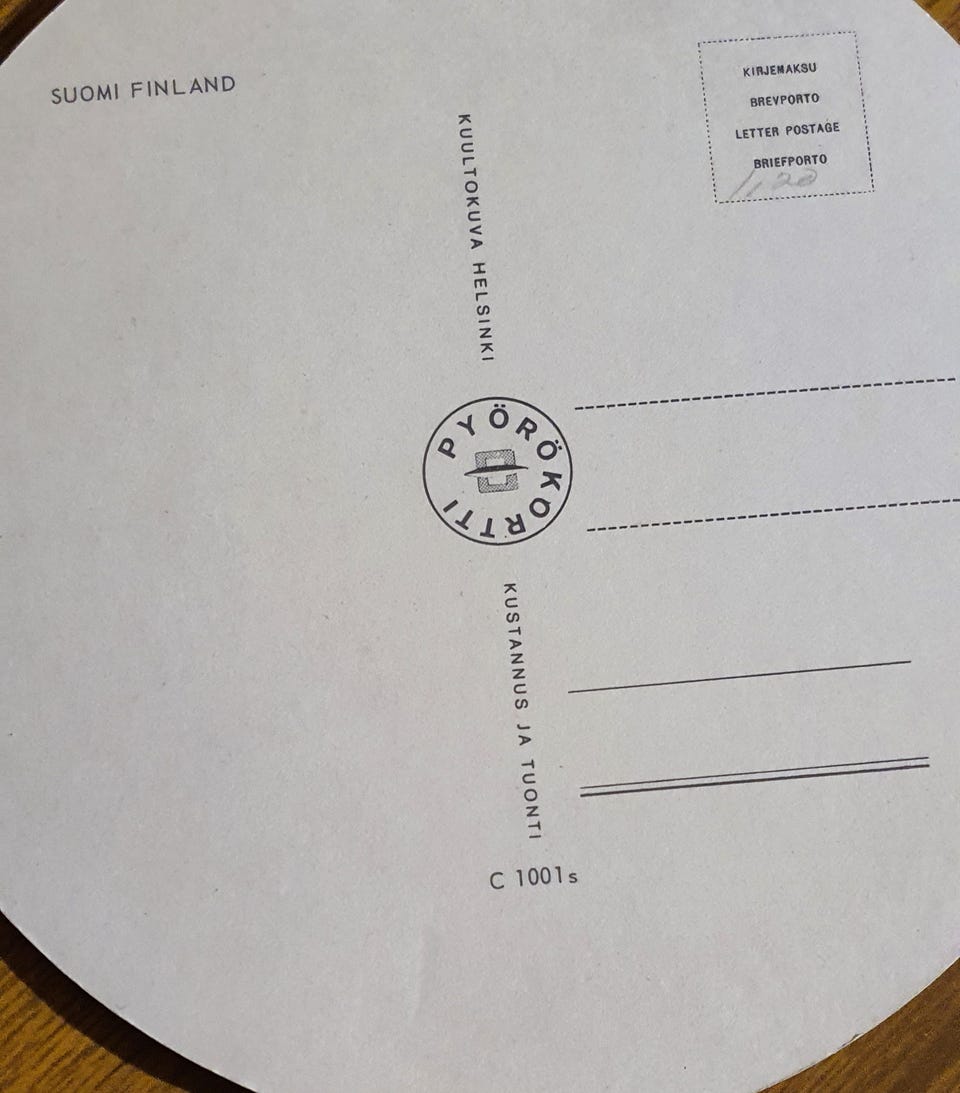 SUOMI FINLAND
KIRJEMAKSU
BREVPORTO
LETTER POSTAGE
BRIEFPORTO
1,20
KUULTOKUVA HELSINKI
PYÖRÖKORTTI
KUSTANNUS JA TUONTI
C 1001s